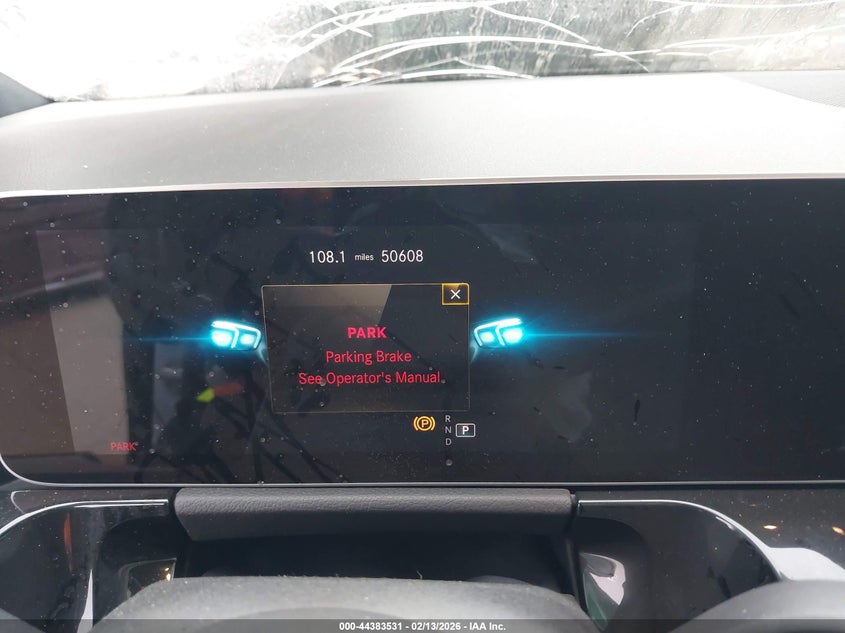 108.1 miles 50608
X
PARK
Parking Brake
See Operator's Manual.
P
R
N P
D
PARK
000-44383531 - 02/13/2026 - IAA Inc.